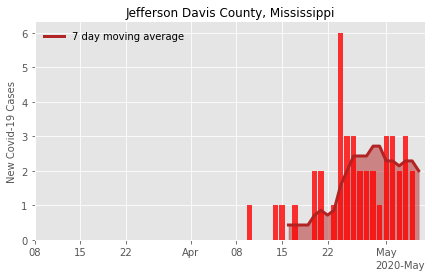 Jefferson Davis County, Mississippi
7 day moving average
New Covid-19 Cases
6
5
4
3
2
1
0
08 15 22 Apr 08 15 22 May
2020-May